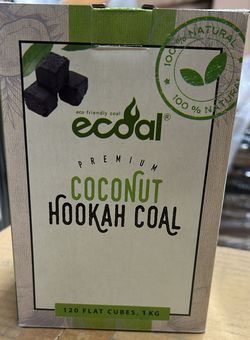 100% NATURAL
100% NATURAL
eco friendly coal
ecoal®
PREMIUM
COCONUT
HOOKAH COAL
120 FLAT CUBES, 1 KG